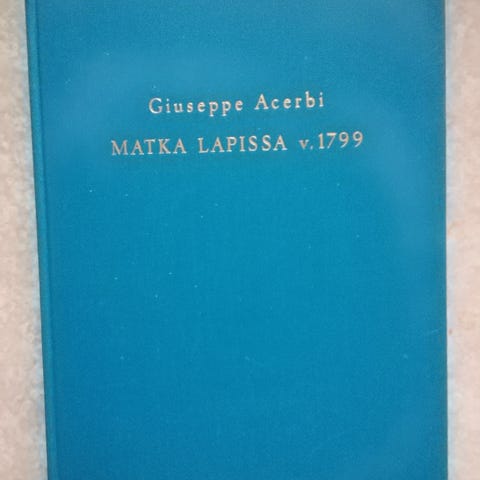 Giuseppe Acerbi
MATKA LAPISSA v. 1799